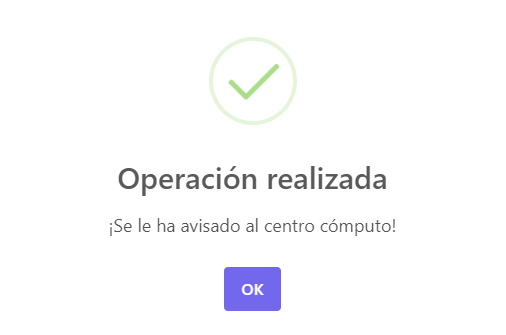 Operación realizada
¡Se le ha avisado al centro cómputo!
OK